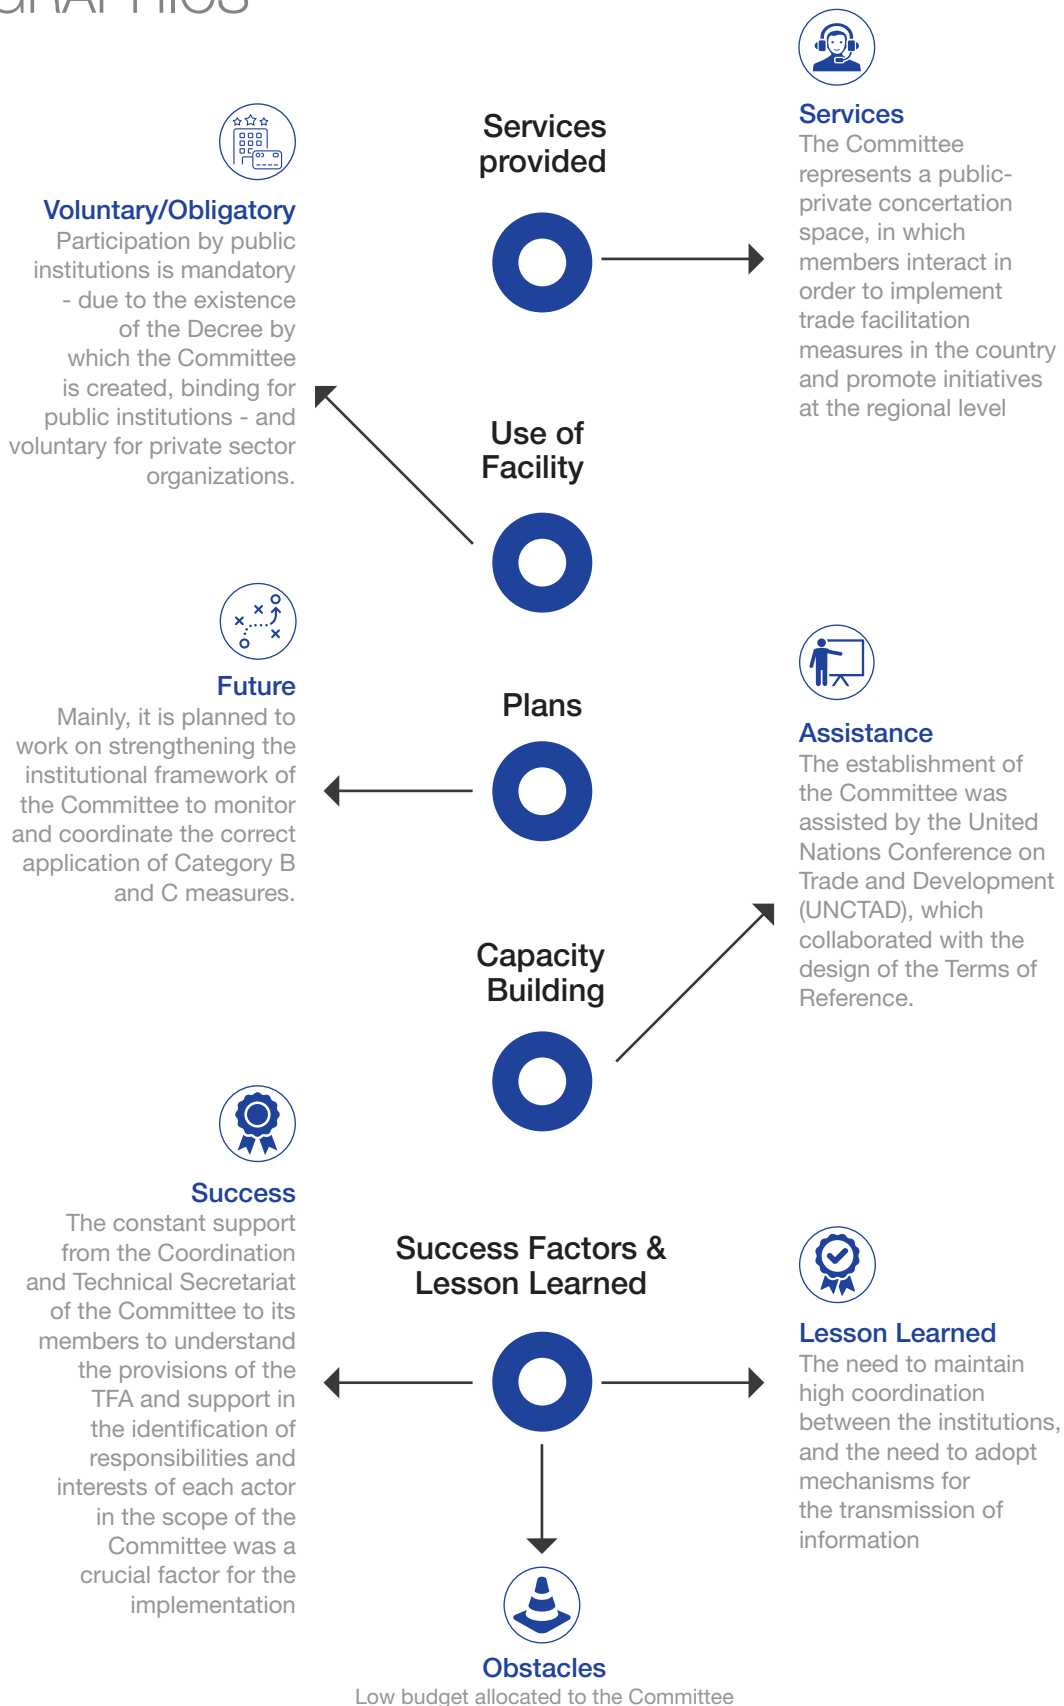 GRAPHICS
Services
provided
Services
The Committee
represents a public-
private concertation
space, in which
members interact in
order to implement
trade facilitation
measures in the country
and promote initiatives
at the regional level
Voluntary/Obligatory
Participation by public
institutions is mandatory
- due to the existence
of the Decree by
which the Committee
is created, binding for
public institutions - and
voluntary for private sector
organizations.
Use of
Facility
Future
Mainly, it is planned to
work on strengthening the
institutional framework of
the Committee to monitor
and coordinate the correct
application of Category B
and C measures.
Plans
Assistance
The establishment of
the Committee was
assisted by the United
Nations Conference on
Trade and Development
(UNCTAD), which
collaborated with the
design of the Terms of
Reference.
Capacity
Building
Success
The constant support
from the Coordination
and Technical Secretariat
of the Committee to its
members to understand
the provisions of the
TFA and support in
the identification of
responsibilities and
interests of each actor
in the scope of the
Committee was a
crucial factor for the
implementation
Success Factors &
Lesson Learned
Lesson Learned
The need to maintain
high coordination
between the institutions,
and the need to adopt
mechanisms for
the transmission of
information
Obstacles
Low budget allocated to the Committee